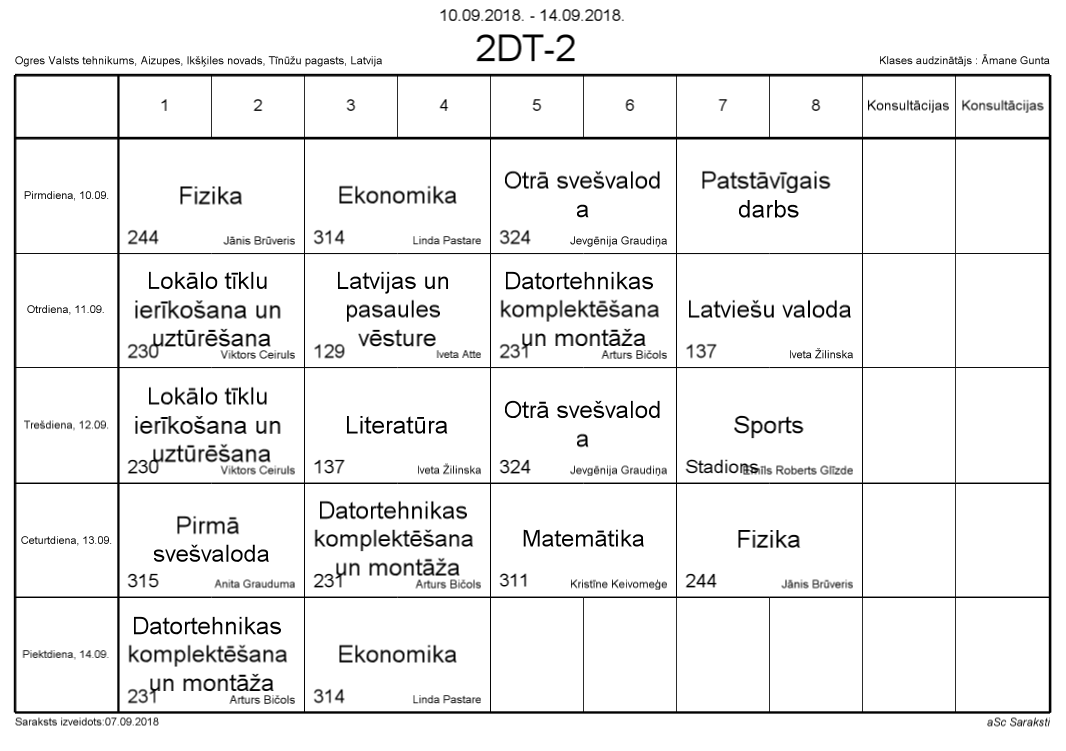 10.09.2018. - 14.09.2018.
2DT-2
Ogres Valsts tehnikums, Aizupes, Ikšķiles novads, Tīnūžu pagasts, Latvija
Klases audzinātājs : Āmane Gunta
1 2 3 4 5 6 7 8 Konsultācijas Konsultācijas
Pirmdiena, 10.09.
Fizika
244 Jānis Brūveris
Ekonomika
314 Linda Pastare
Otrā svešvalod
a
324 Jevgēnija Graudiņa
Patstāvīgais
darbs
Otrdiena, 11.09.
Lokālo tīklu
ierīkošana un
uzturēšana
230 Viktors Ceiruls
Latvijas un
pasaules
vēsture
129 Iveta Atte
Datortehnikas
komplektēšana
un montāža
231 Arturs Bičols
Latviešu valoda
137 Iveta Žilinska
Trešdiena, 12.09.
Lokālo tīklu
ierīkošana un
uzturēšana
230 Viktors Ceiruls
Literatūra
137 Iveta Žilinska
Otrā svešvalod
a
324 Jevgēnija Graudiņa
Sports
Stadions Emīls Roberts Glīzde
Ceturtdiena, 13.09.
Pirmā
svešvaloda
315 Anita Grauduma
Datortehnikas
komplektēšana
un montāža
231 Arturs Bičols
Matemātika
311 Kristīne Keivomeģe
Fizika
244 Jānis Brūveris
Piektdiena, 14.09.
Datortehnikas
komplektēšana
un montāža
231 Arturs Bičols
Ekonomika
314 Linda Pastare
Saraksts izveidots:07.09.2018
aSc Saraksti